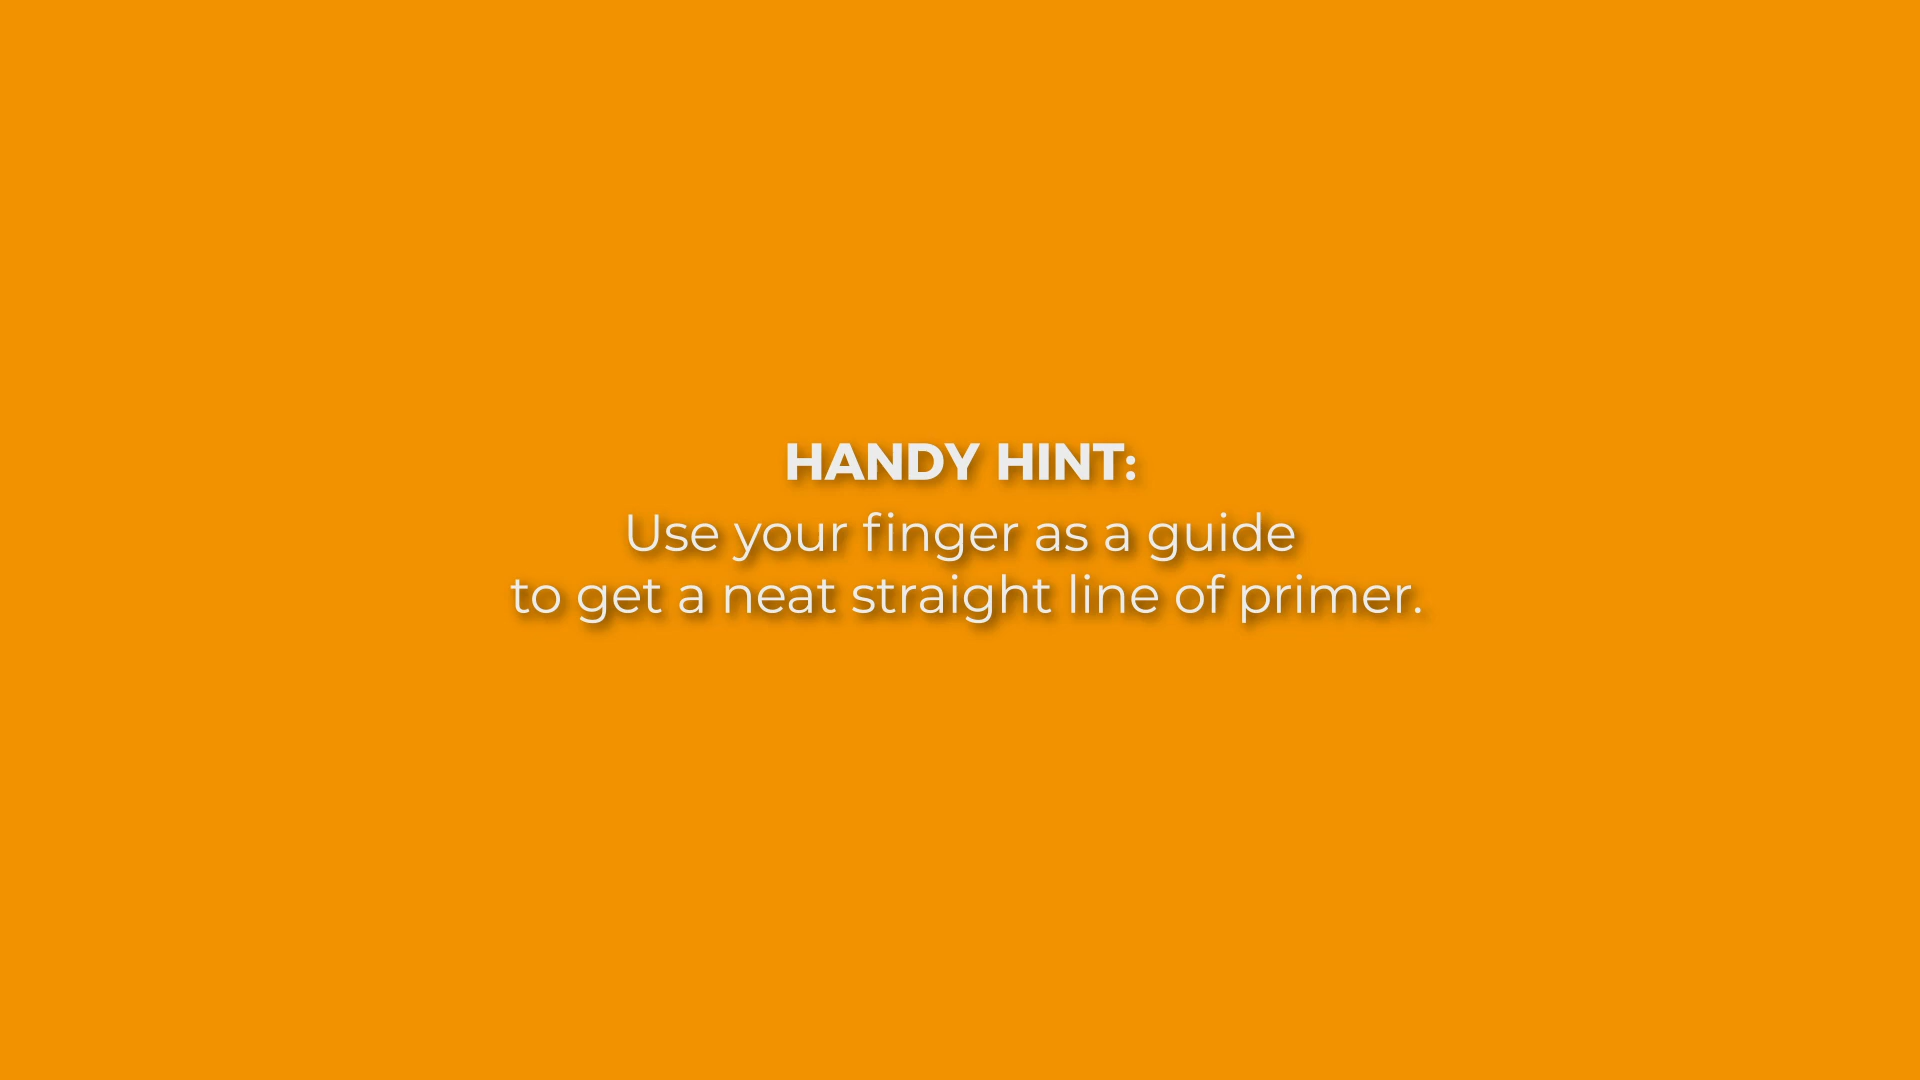 HANDY HINT:
Use your finger as a guide
to get a neat straight line of primer.